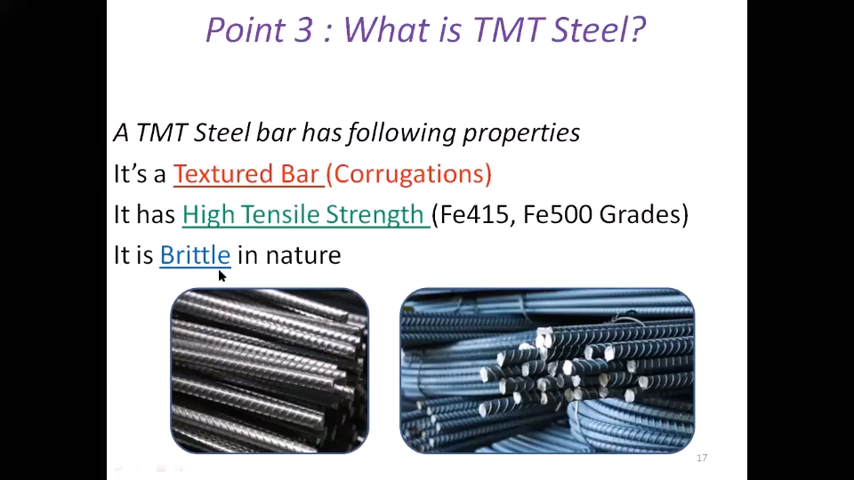 Point 3 : What is TMT Steel?
A TMT Steel bar has following properties
It's a Textured Bar (Corrugations)
It has High Tensile Strength (Fe415, Fe500 Grades)
It is Brittle in nature
17